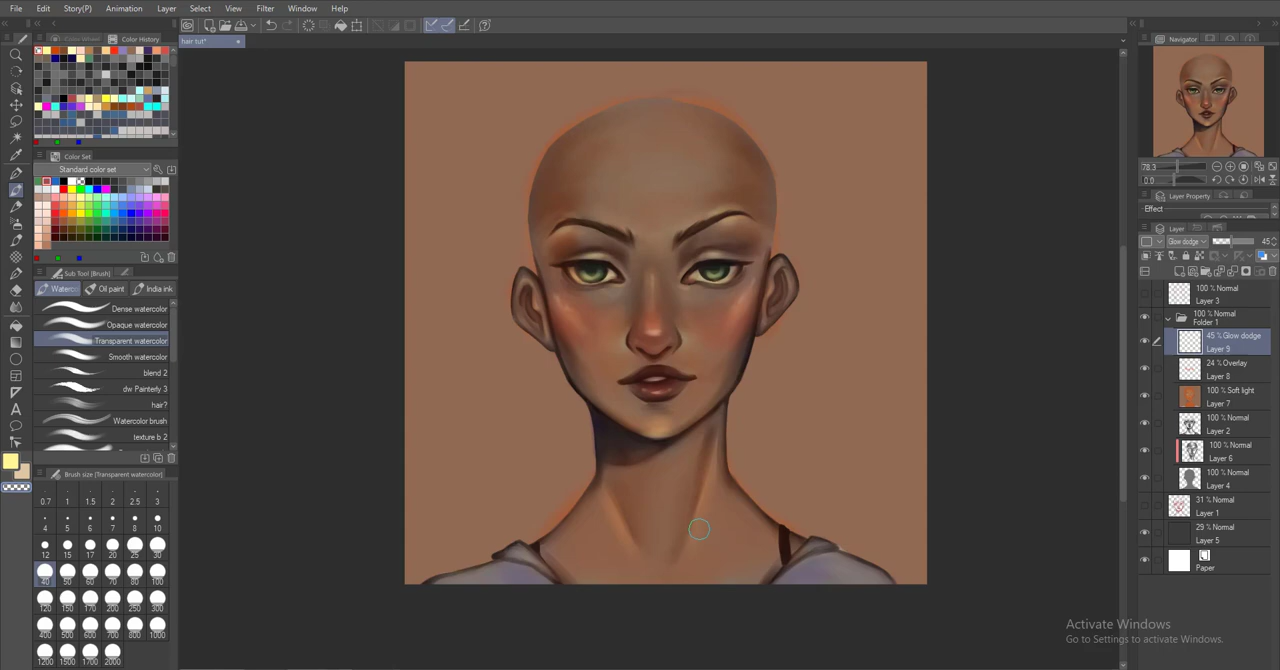 File Edit Story(P) Animation Layer Select View Filter Window Help
Color Wheel Color History
hair tut*
Navigator
Color Set
Standard color set
78.3
0.0
Layer Property
Effect
Layer
Glow dodge 45
Sub Tool [Brush]
Waterc Oil paint India ink
Dense watercolor
Opaque watercolor
Transparent watercolor
Smooth watercolor
blend 2
dw Painterly 3
hair?
Watercolor brush
texture b 2
100 % Normal
Layer 3
100 % Normal
Folder 1
45 % Glow dodge
Layer 9
24 % Overlay
Layer 8
100 % Soft light
Layer 7
100 % Normal
Layer 2
100 % Normal
Layer 6
100 % Normal
Layer 4
31 % Normal
Layer 1
29 % Normal
Layer 5
Paper
Brush size (Transparent watercolor)
0.7 1 1.5 2 2.5 3
4 5 6 7 8 10
12 15 17 20 25 30
40 50 60 70 80 100
120 150 170 200 250 300
400 500 600 700 800 1000
1200 1500 1700 2000
Activate Windows
Go to Settings to activate Windows.